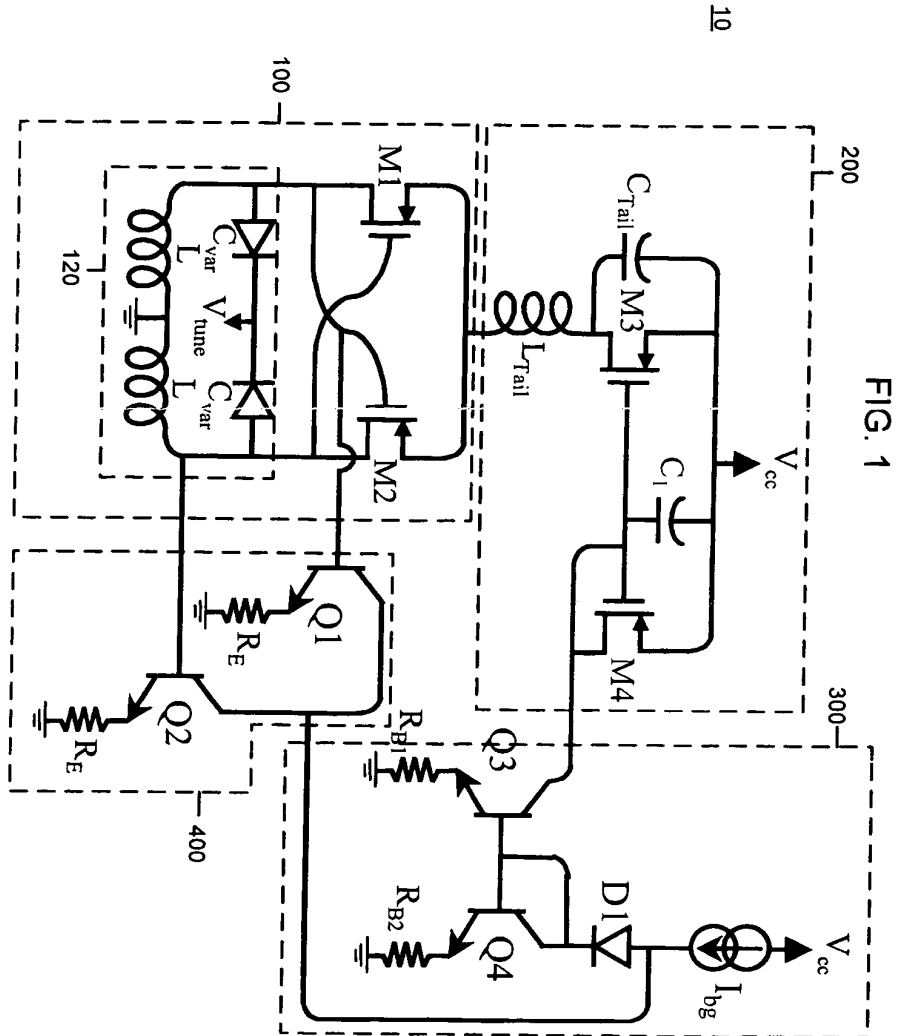 FIG. 1
10
200
V_cc
C_Tail
M3
C_1
M4
L_Tail
100
M1
M2
C_var
C_var
L
V_tune
L
120
Q1
R_E
Q2
R_E
400
300
V_cc
I_bg
D1
Q3
R_B1
Q4
R_B2